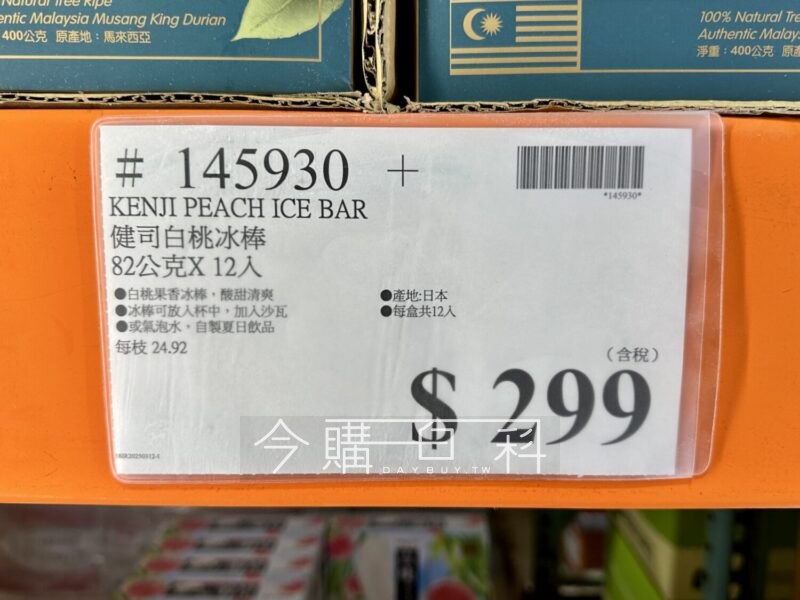 Natural Tree Ripe
entic Malaysia Musang King Durian
400公克 原產地：馬來西亞
100% Natural Tre
Authentic Malays
淨重：400公克 原產
# 145930 +
*145930*
KENJI PEACH ICE BAR
健司白桃冰棒
82公克X 12入
●白桃果香冰棒，酸甜清爽
●產地:日本
●冰棒可放入杯中，加入沙瓦
●每盒共12入
●或氣泡水，自製夏日飲品
每枝 24.92
（含稅）
$ 299
今購百科
DAYBUY.TW